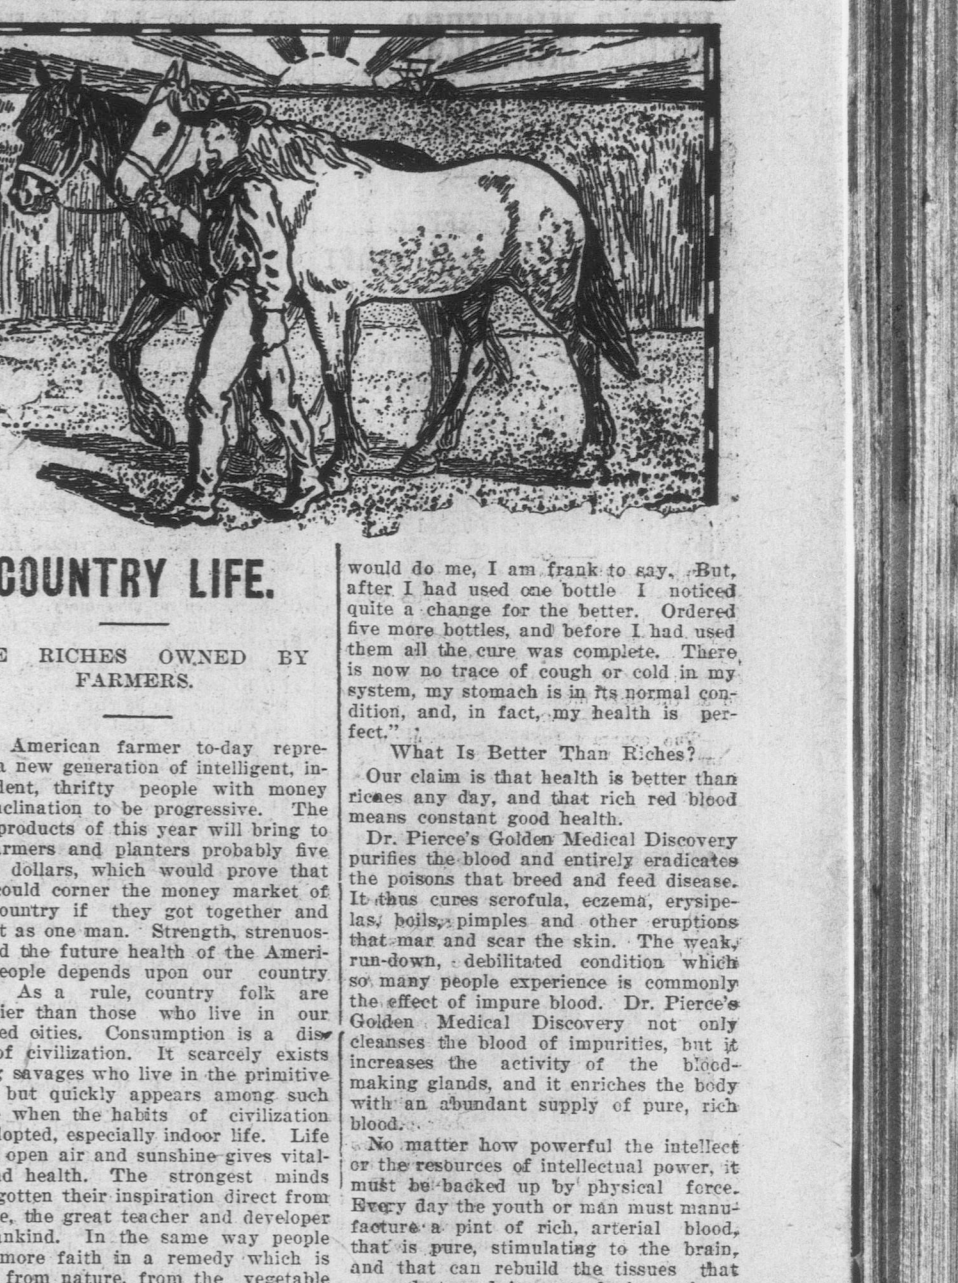 COUNTRY LIFE.
RICHES OWNED BY
FARMERS.
American farmer to-day repre-
new generation of intelligent, in-
dent, thrifty people with money
nclination to be progressive. The
products of this year will bring to
armers and planters probably five
dollars, which would prove that
could corner the money market of
country if they got together and
t as one man. Strength, strenuos-
d the future health of the Ameri-
eople depends upon our country
As a rule, country folk are
ier than those who live in our
ed cities. Consumption is a dis-
of civilization. It scarcely exists
g savages who live in the primitive
but quickly appears among such
when the habits of civilization
dopted, especially indoor life. Life
open air and sunshine gives vital-
nd health. The strongest minds
gotten their inspiration direct from
e, the great teacher and developer
ankind. In the same way people
more faith in a remedy which is
from nature, from the vegetable
would do me, I am frank to say. But,
after I had used one bottle I noticed
quite a change for the better. Ordered
five more bottles, and before I had used
them all the cure was complete. There
is now no trace of cough or cold in my
system, my stomach is in its normal con-
dition, and, in fact, my health is per-
fect."
What Is Better Than Riches?
Our claim is that health is better than
riches any day, and that rich red blood
means constant good health.
Dr. Pierce's Golden Medical Discovery
purifies the blood and entirely eradicates
the poisons that breed and feed disease.
It thus cures scrofula, eczema, erysipe-
las, boils, pimples and other eruptions
that mar and scar the skin. The weak,
run-down, debilitated condition which
so many people experience is commonly
the effect of impure blood. Dr. Pierce's
Golden Medical Discovery not only
cleanses the blood of impurities, but it
increases the activity of the blood-
making glands, and it enriches the body
with an abundant supply of pure, rich
blood.
No matter how powerful the intellect
or the resources of intellectual power, it
must be backed up by physical force.
Every day the youth or man must manu-
facture a pint of rich, arterial blood,
that is pure, stimulating to the brain,
and that can rebuild the tissues that